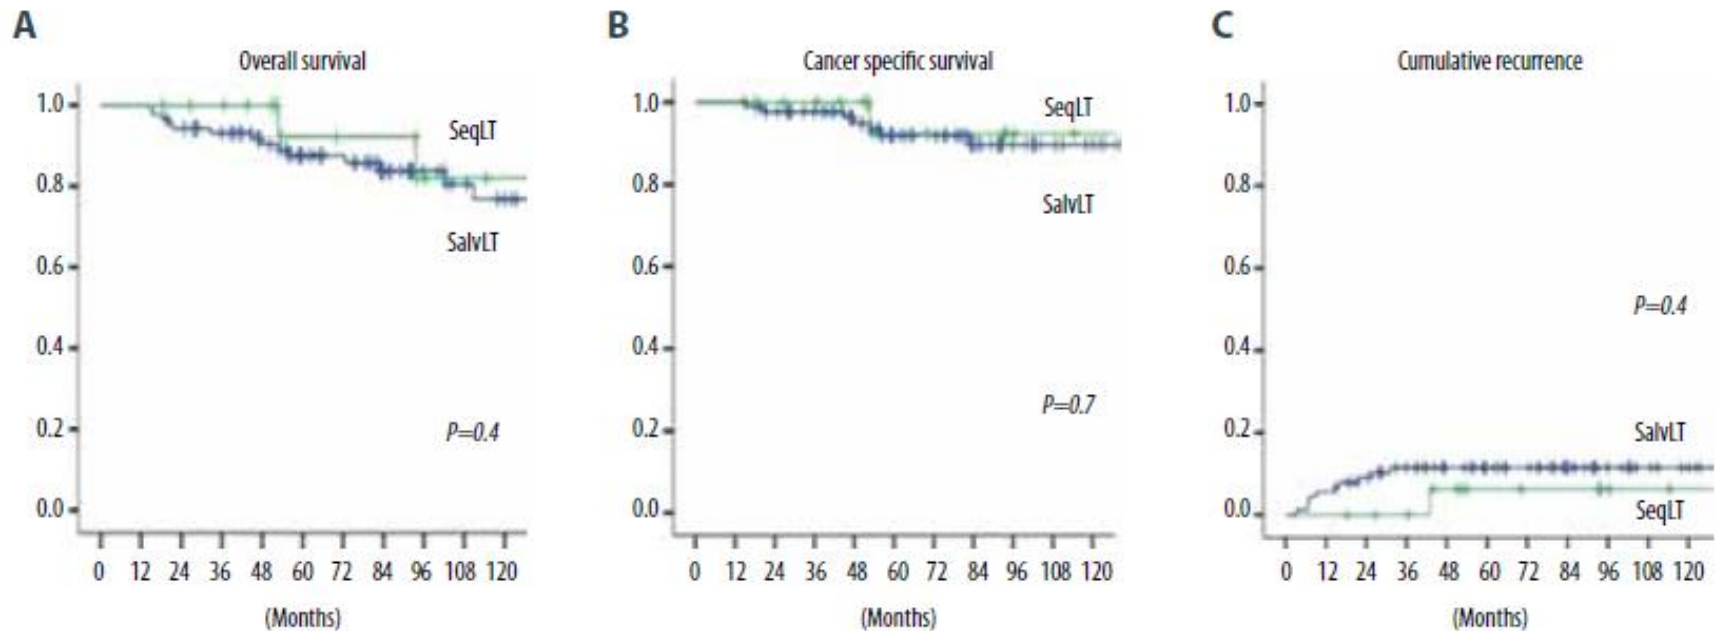 A
Overall survival
1.0
0.8
0.6
0.4
0.2
0.0
SeqLT
SalvLT
P=0.4
0 12 24 36 48 60 72 84 96 108 120
(Months)
B
Cancer specific survival
1.0
0.8
0.6
0.4
0.2
0.0
SeqLT
SalvLT
P=0.7
0 12 24 36 48 60 72 84 96 108 120
(Months)
C
Cumulative recurrence
1.0
0.8
0.6
0.4
0.2
0.0
P=0.4
SalvLT
SeqLT
0 12 24 36 48 60 72 84 96 108 120
(Months)